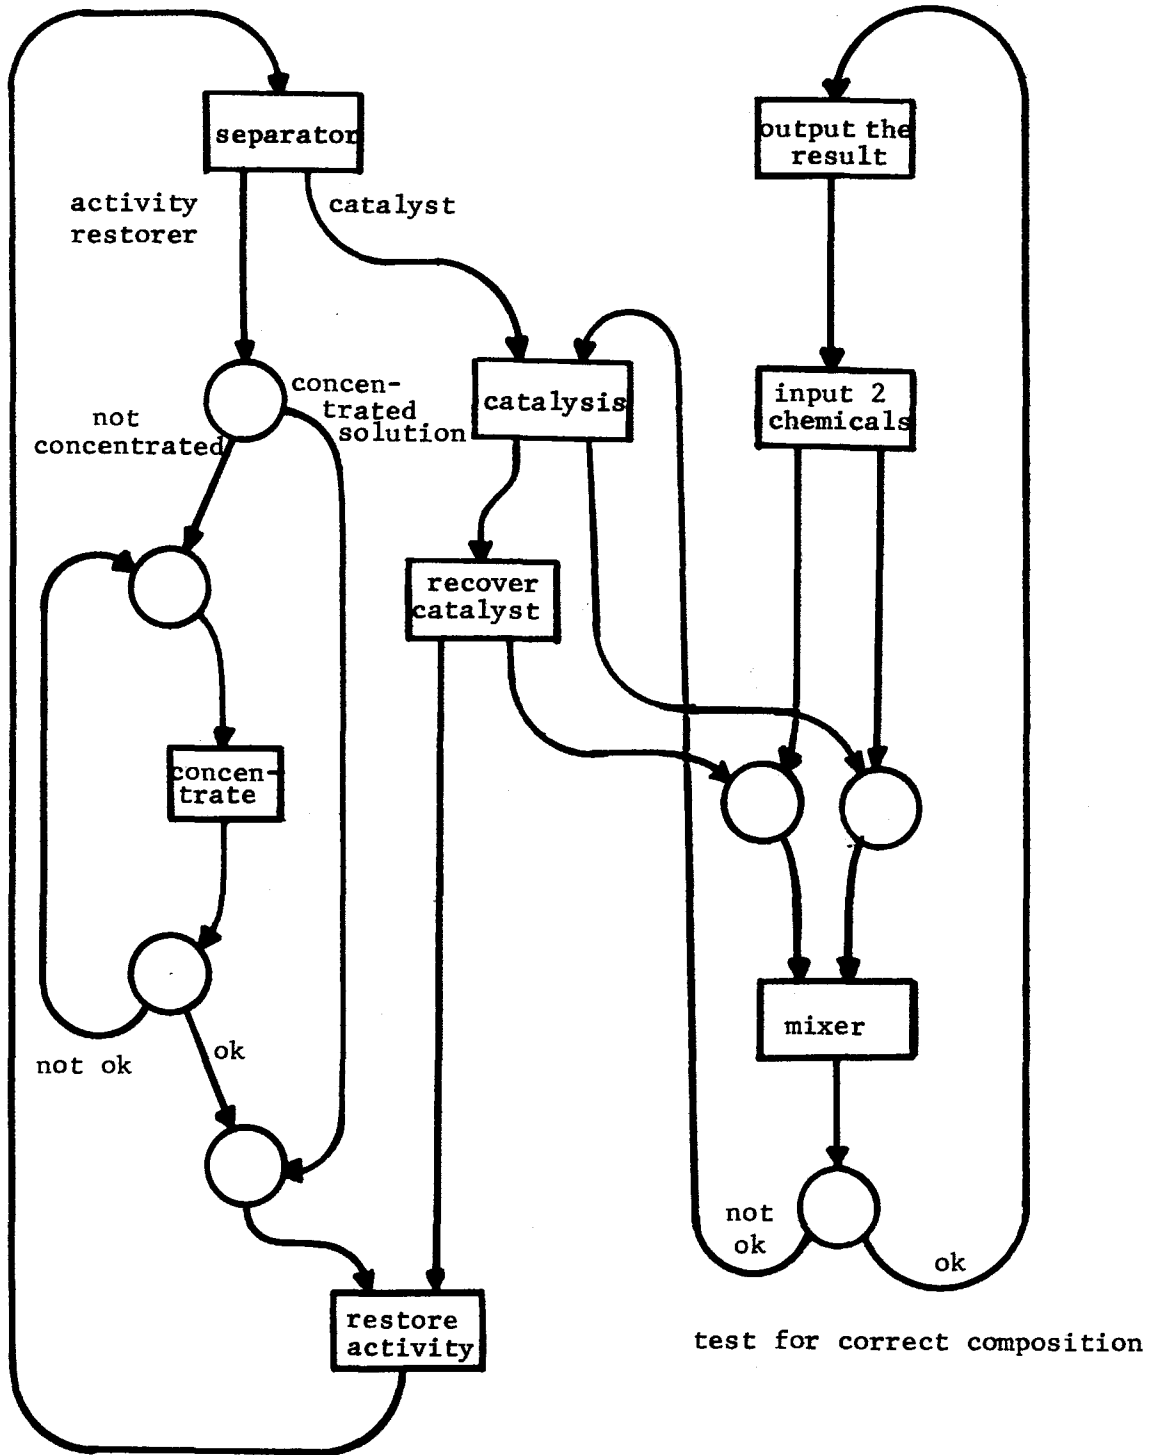 separator
output the
result
activity
restorer
catalyst
concen-
trated
solution
not
concentrated
catalysis
input 2
chemicals
recover
catalyst
concen-
trate
mixer
not ok
ok
not
ok
ok
restore
activity
test for correct composition